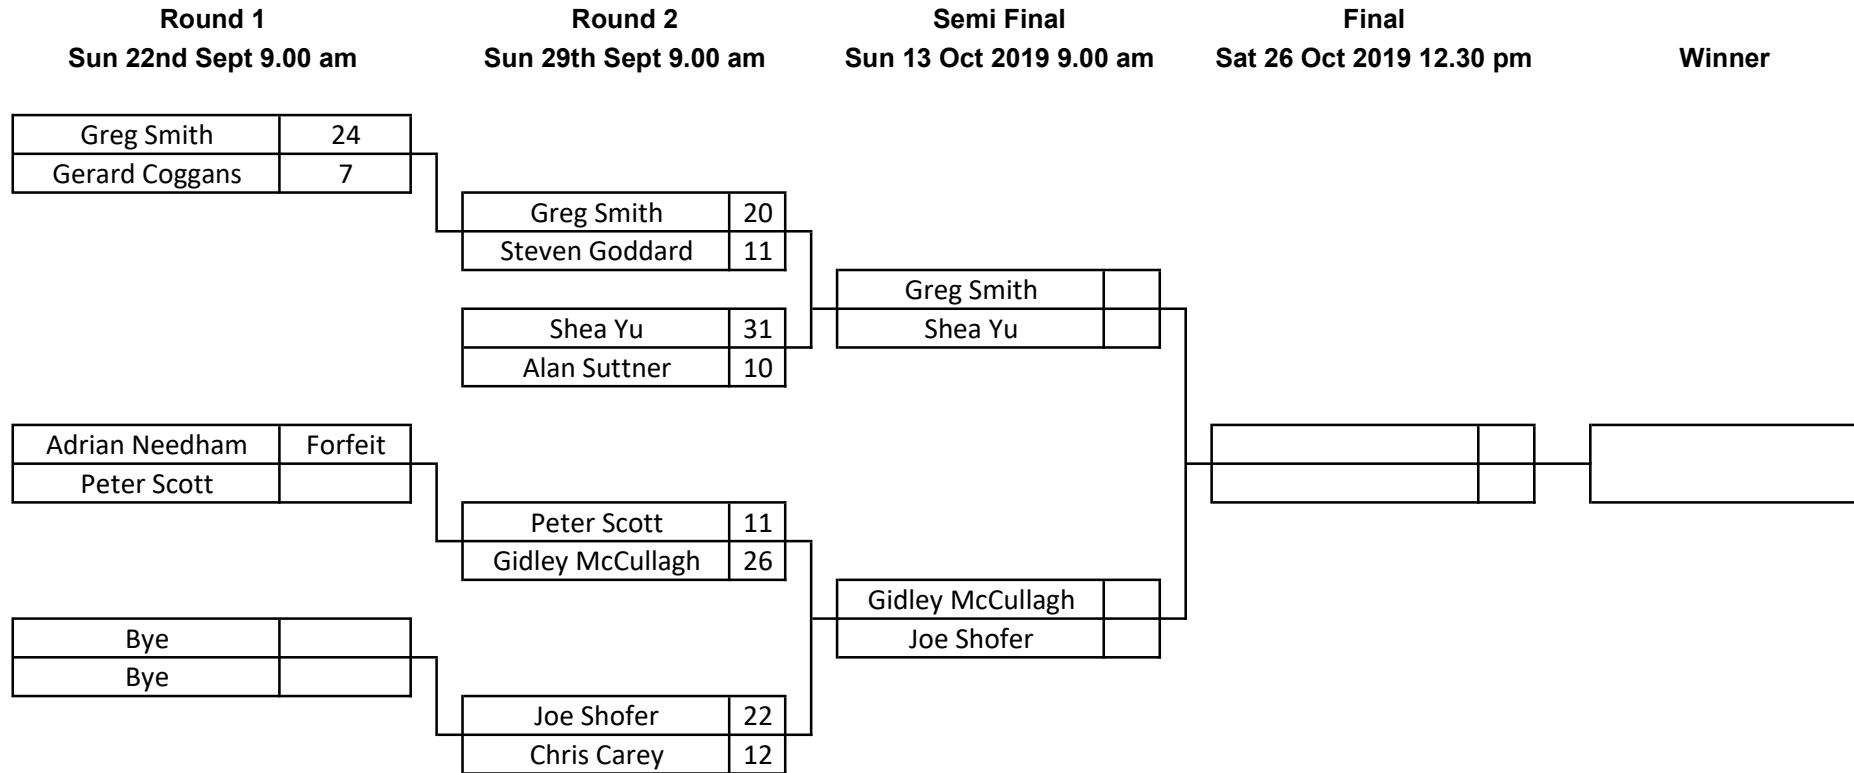 Round 1 Round 2 Semi Final Final
Sun 22nd Sept 9.00 am Sun 29th Sept 9.00 am Sun 13 Oct 2019 9.00 am Sat 26 Oct 2019 12.30 pm Winner
Greg Smith 24
Gerard Coggans 7
Greg Smith 20
Steven Goddard 11
Greg Smith
Shea Yu 31
Shea Yu
Alan Suttner 10
Adrian Needham Forfeit
Peter Scott
Peter Scott 11
Gidley McCullagh 26
Gidley McCullagh
Bye
Joe Shofer
Bye
Joe Shofer 22
Chris Carey 12